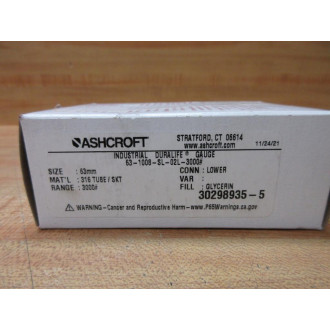 ASHCROFT
STRATFORD, CT 06614
www.ashcroft.com 11/24/21
INDUSTRIAL DURALIFE® GAUGE
63-1008-SL-02L-3000#
SIZE : 63mm CONN : LOWER
MAT'L : 316 TUBE / SKT VAR :
RANGE : 3000# FILL : GLYCERIN
30298935-5
⚠ WARNING-Cancer and Reproductive Harm- www.P65Warnings.ca.gov